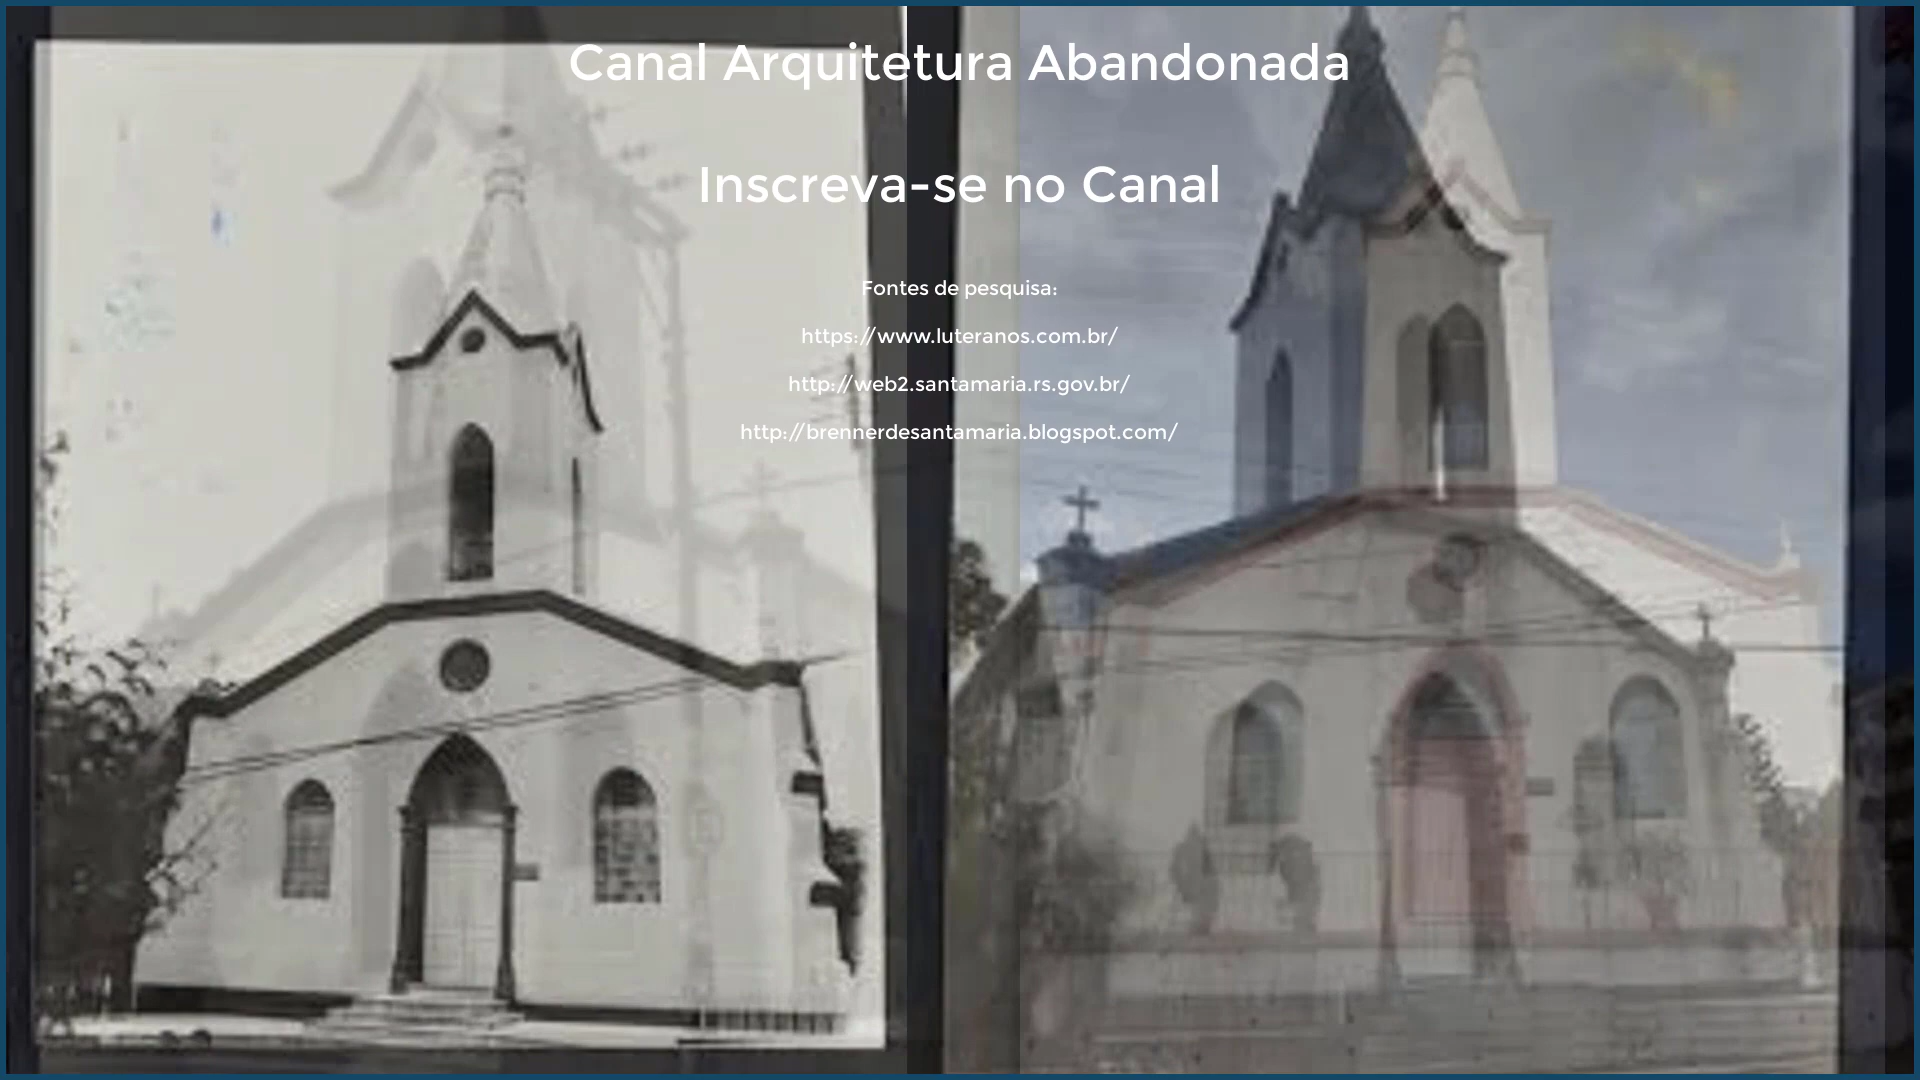 Canal Arquitetura Abandonada
Inscreva-se no Canal
Fontes de pesquisa:
https://www.luteranos.com.br/
http://web2.santamaria.rs.gov.br/
http://brennerdesantamaria.blogspot.com/